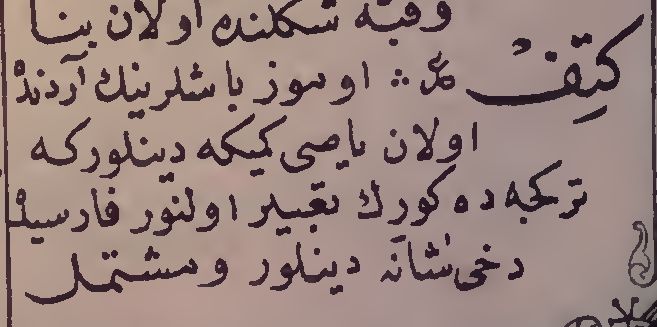 وقبه شكلنده اولان بنا
كتف ∴ اوموز باشلرينك آردنده
اولان ياصى كميكه دينلوركه
تركجه ده كورك تعبير اولنور فارسيده
دخى شانه دينلور ومشتمل